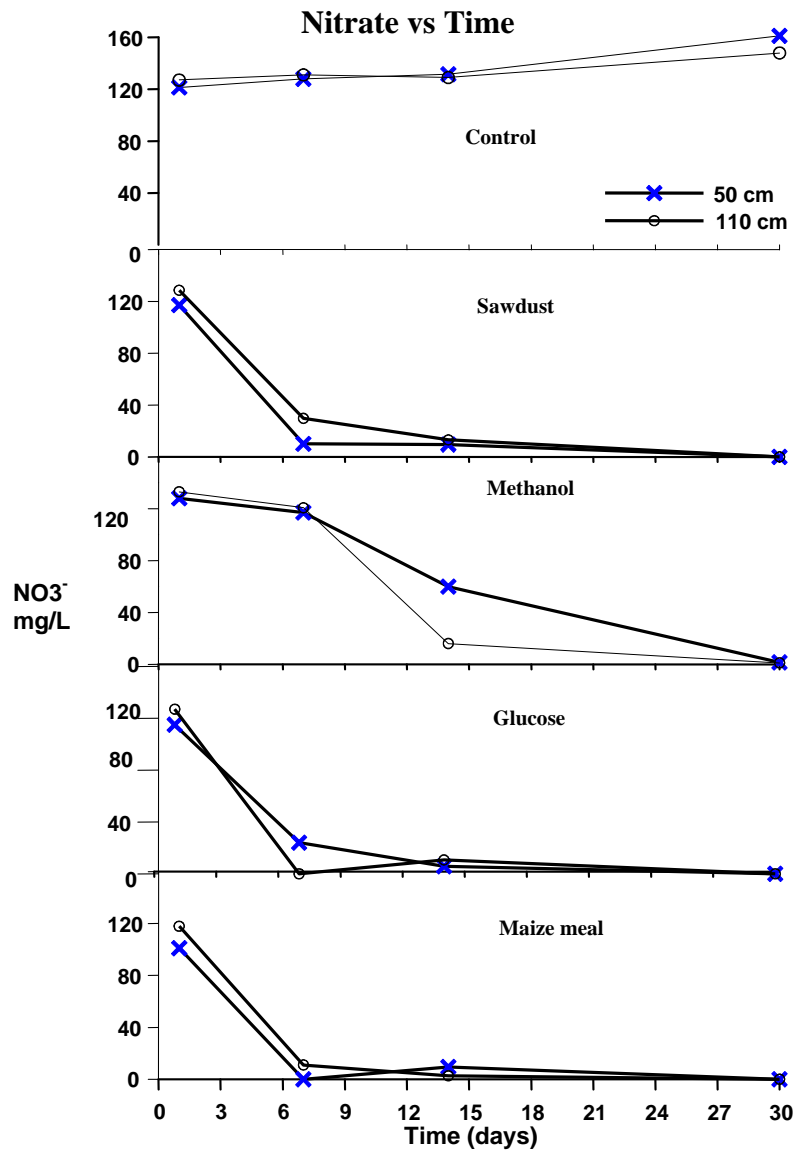 Nitrate vs Time
160
120
80
40
0
Control
50 cm
110 cm
120
80
40
0
Sawdust
120
80
40
0
Methanol
NO3-
mg/L
120
80
40
0
Glucose
120
80
40
0
Maize meal
0 3 6 9 12 15 18 21 24 27 30
Time (days)